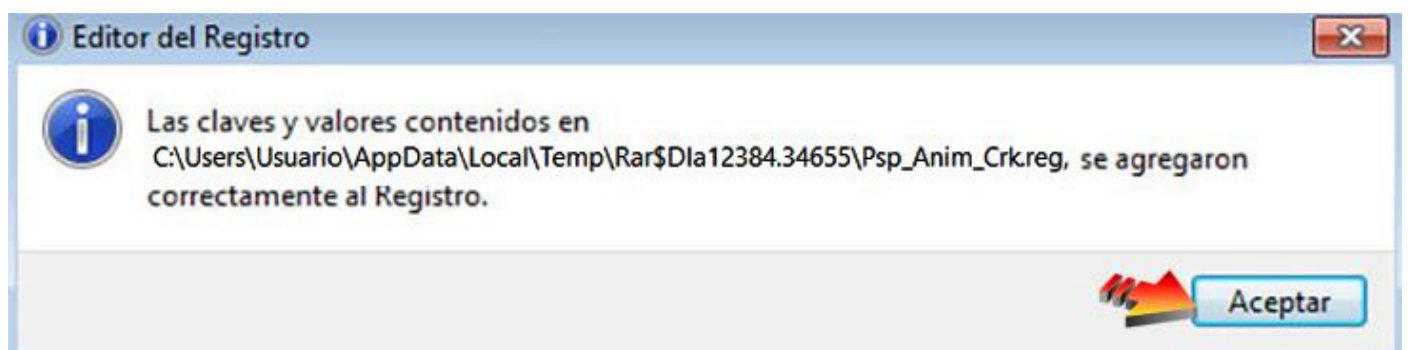 Editor del Registro
Las claves y valores contenidos en
C:\Users\Usuario\AppData\Local\Temp\Rar$DIa12384.34655\Psp_Anim_Crk.reg, se agregaron
correctamente al Registro.
Aceptar